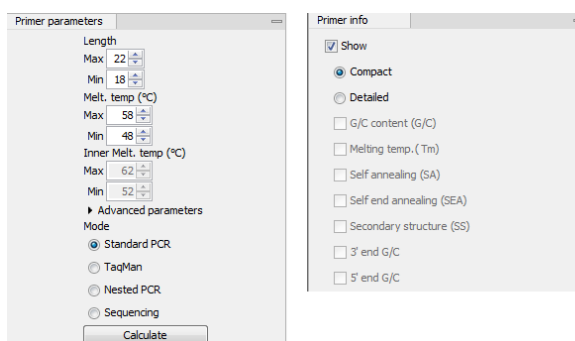 Primer parameters
Length
Max 22
Min 18
Melt. temp (°C)
Max 58
Min 48
Inner Melt. temp (°C)
Max 62
Min 52
Advanced parameters
Mode
Standard PCR
TaqMan
Nested PCR
Sequencing
Calculate
Primer info
Show
Compact
Detailed
G/C content (G/C)
Melting temp. (Tm)
Self annealing (SA)
Self end annealing (SEA)
Secondary structure (SS)
3' end G/C
5' end G/C